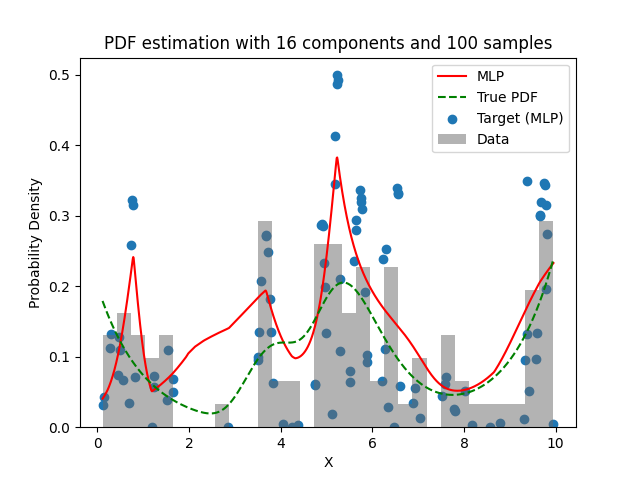 PDF estimation with 16 components and 100 samples
MLP
True PDF
Target (MLP)
Data
Probability Density
0.5
0.4
0.3
0.2
0.1
0.0
0 2 4 6 8 10
X